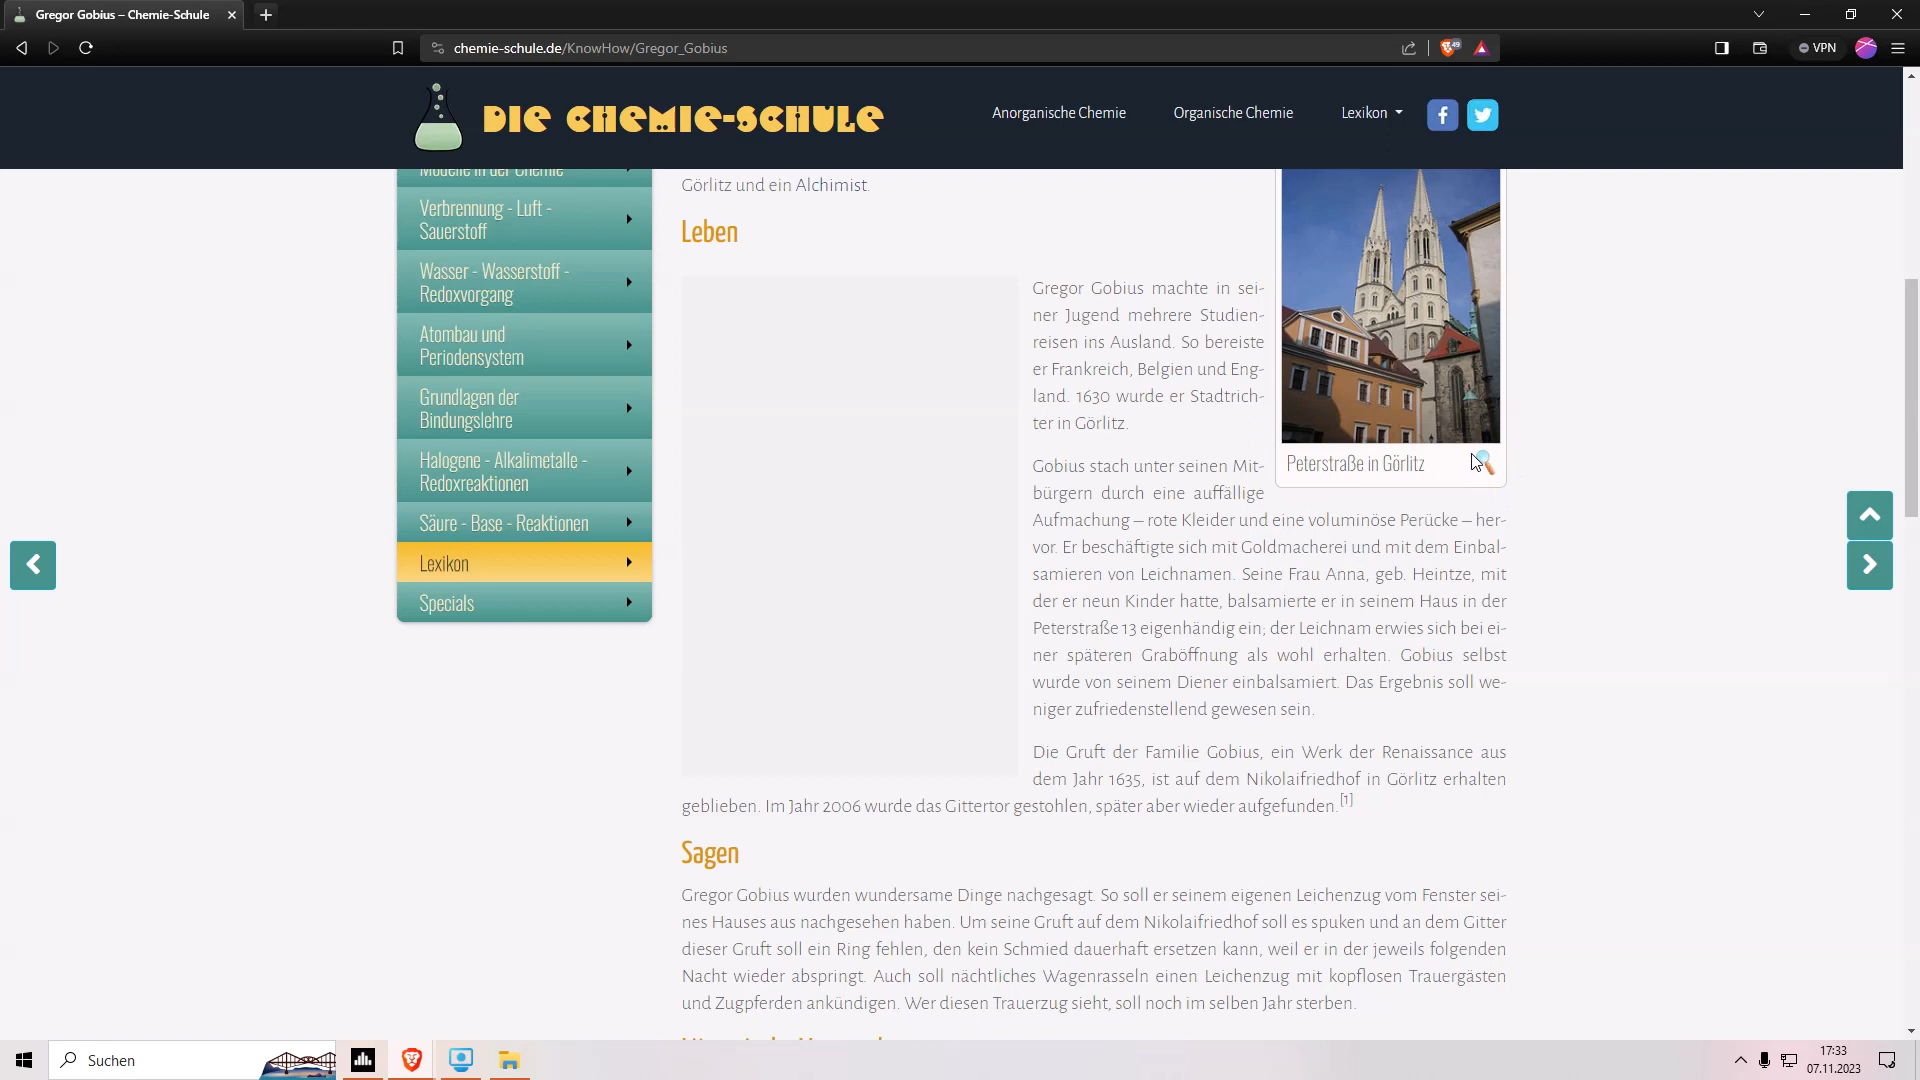 Gregor Gobius – Chemie-Schule
chemie-schule.de/KnowHow/Gregor_Gobius
49
VPN
DIE CHEMIE-SCHULE
Anorganische Chemie
Organische Chemie
Lexikon
Modelle in der Chemie
Verbrennung - Luft -
Sauerstoff
Wasser - Wasserstoff -
Redoxvorgang
Atombau und
Periodensystem
Grundlagen der
Bindungslehre
Halogene - Alkalimetalle -
Redoxreaktionen
Säure - Base - Reaktionen
Lexikon
Specials
Görlitz und ein Alchimist.
Leben
Gregor Gobius machte in sei-
ner Jugend mehrere Studien-
reisen ins Ausland. So bereiste
er Frankreich, Belgien und Eng-
land. 1630 wurde er Stadtrich-
ter in Görlitz.
Peterstraße in Görlitz
Gobius stach unter seinen Mit-
bürgern durch eine auffällige
Aufmachung – rote Kleider und eine voluminöse Perücke – her-
vor. Er beschäftigte sich mit Goldmacherei und mit dem Einbal-
samieren von Leichnamen. Seine Frau Anna, geb. Heintze, mit
der er neun Kinder hatte, balsamierte er in seinem Haus in der
Peterstraße 13 eigenhändig ein; der Leichnam erwies sich bei ei-
ner späteren Graböffnung als wohl erhalten. Gobius selbst
wurde von seinem Diener einbalsamiert. Das Ergebnis soll we-
niger zufriedenstellend gewesen sein.
Die Gruft der Familie Gobius, ein Werk der Renaissance aus
dem Jahr 1635, ist auf dem Nikolaifriedhof in Görlitz erhalten
geblieben. Im Jahr 2006 wurde das Gittertor gestohlen, später aber wieder aufgefunden.[1]
Sagen
Gregor Gobius wurden wundersame Dinge nachgesagt. So soll er seinem eigenen Leichenzug vom Fenster sei-
nes Hauses aus nachgesehen haben. Um seine Gruft auf dem Nikolaifriedhof soll es spuken und an dem Gitter
dieser Gruft soll ein Ring fehlen, den kein Schmied dauerhaft ersetzen kann, weil er in der jeweils folgenden
Nacht wieder abspringt. Auch soll nächtliches Wagenrasseln einen Leichenzug mit kopflosen Trauergästen
und Zugpferden ankündigen. Wer diesen Trauerzug sieht, soll noch im selben Jahr sterben.
Suchen
17:33
07.11.2023